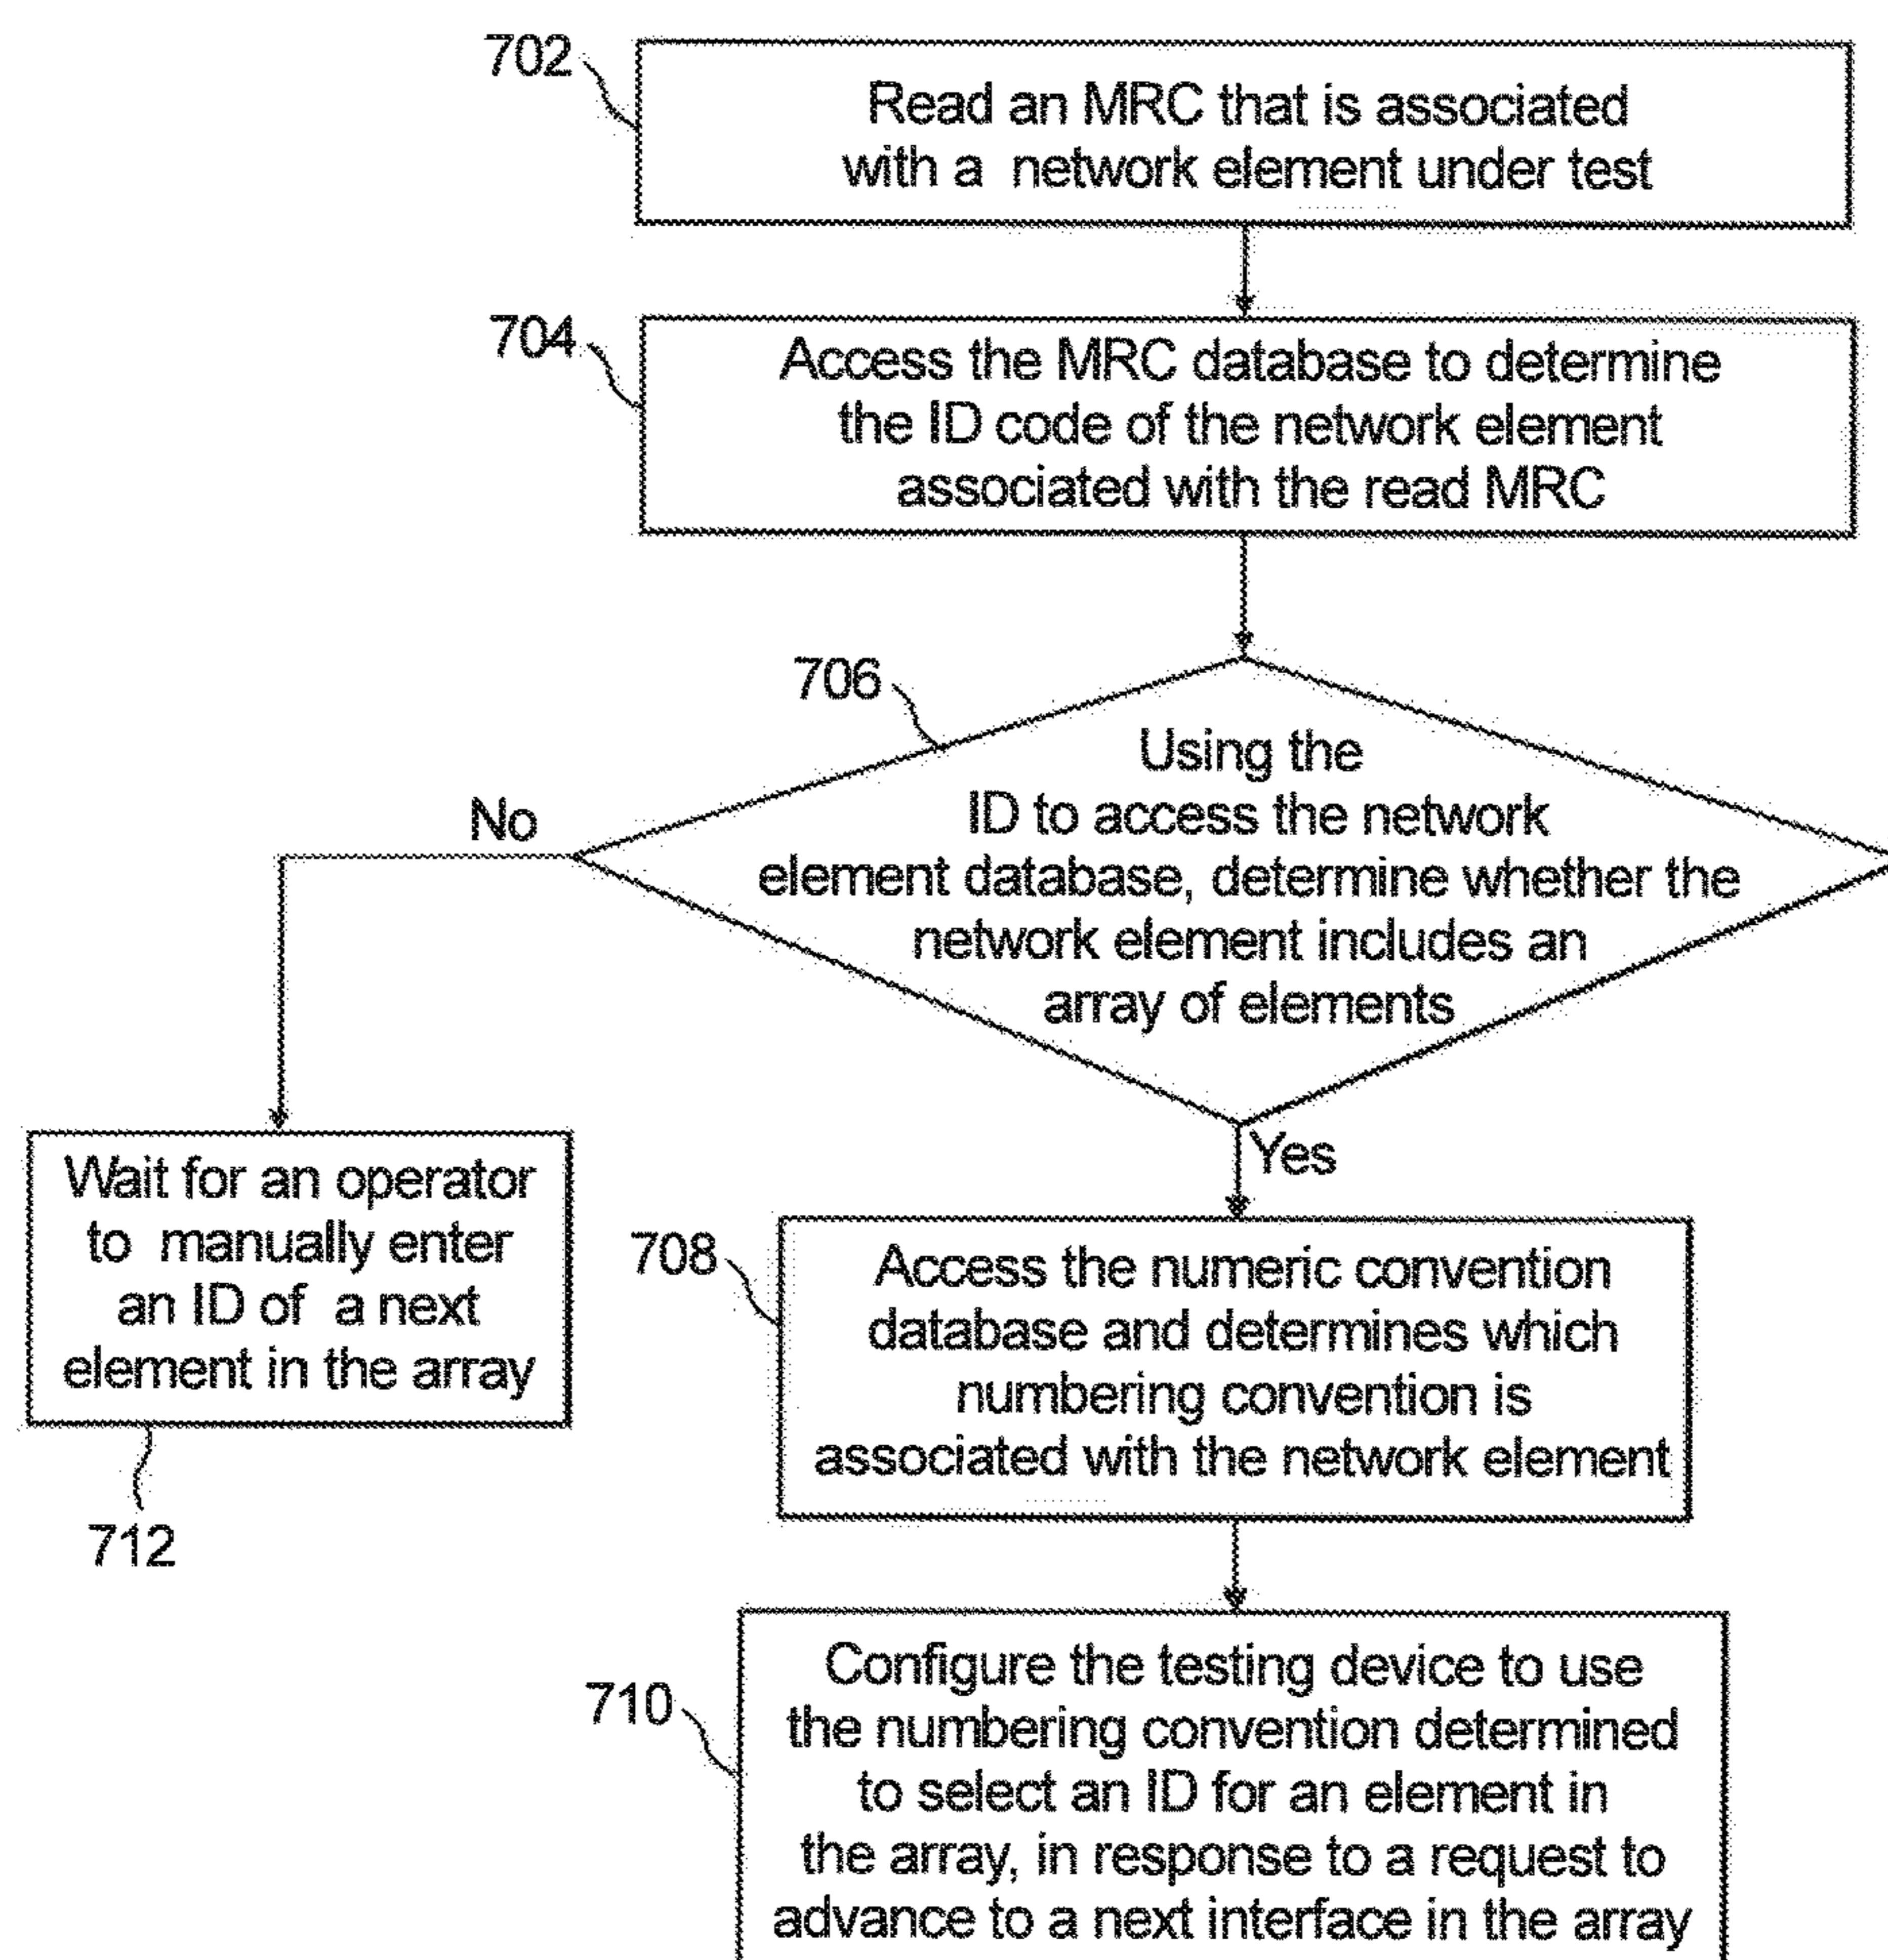 702
Read an MRC that is associated
with a network element under test
704
Access the MRC database to determine
the ID code of the network element
associated with the read MRC
706
Using the
ID to access the network
element database, determine whether the
network element includes an
array of elements
No
Yes
Wait for an operator
to manually enter
an ID of a next
element in the array
712
708
Access the numeric convention
database and determines which
numbering convention is
associated with the network element
710
Configure the testing device to use
the numbering convention determined
to select an ID for an element in
the array, in response to a request to
advance to a next interface in the array